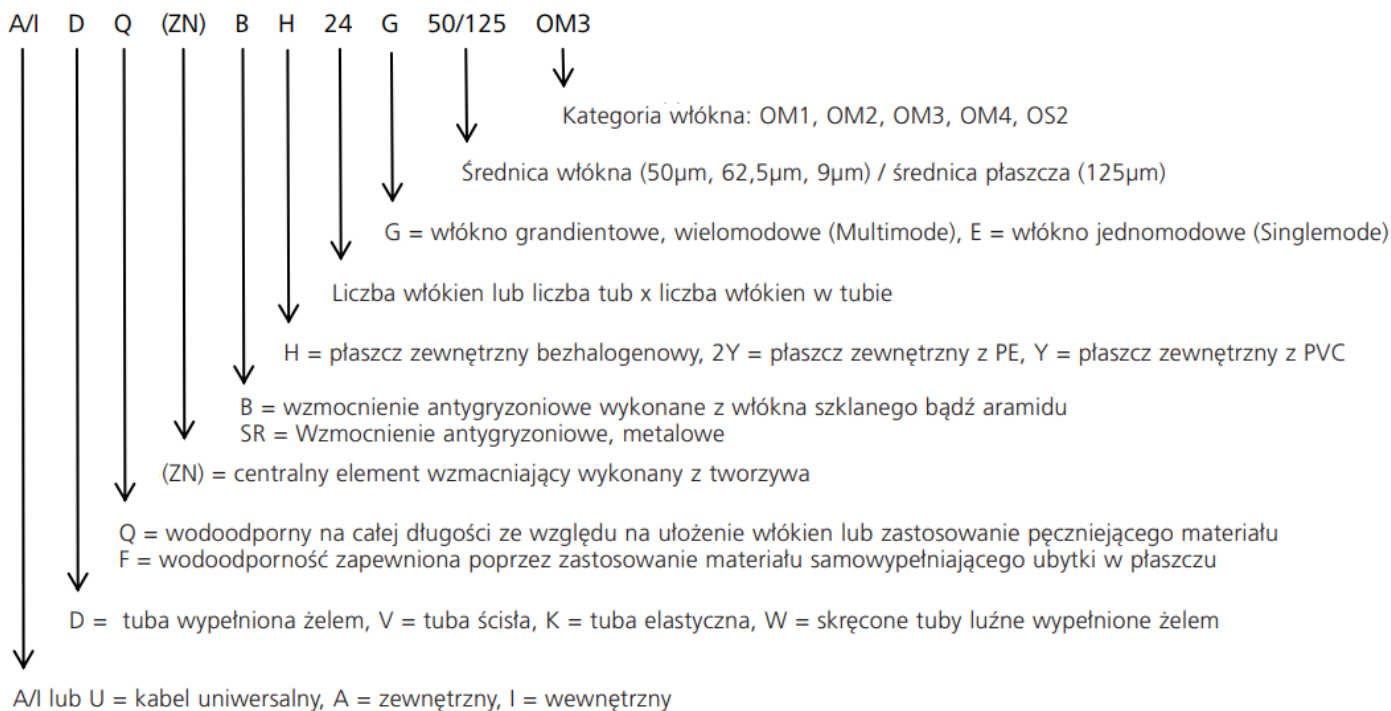 A/I D Q (ZN) B H 24 G 50/125 OM3
Kategoria włókna: OM1, OM2, OM3, OM4, OS2
Średnica włókna (50µm, 62,5µm, 9µm) / średnica płaszcza (125µm)
G = włókno grandientowe, wielomodowe (Multimode), E = włókno jednomodowe (Singlemode)
Liczba włókien lub liczba tub x liczba włókien w tubie
H = płaszcz zewnętrzny bezhalogenowy, 2Y = płaszcz zewnętrzny z PE, Y = płaszcz zewnętrzny z PVC
B = wzmocnienie antygryzoniowe wykonane z włókna szklanego bądź aramidu
SR = Wzmocnienie antygryzoniowe, metalowe
(ZN) = centralny element wzmacniający wykonany z tworzywa
Q = wodoodporny na całej długości ze względu na ułożenie włókien lub zastosowanie pęczniejącego materiału
F = wodoodporność zapewniona poprzez zastosowanie materiału samowypełniającego ubytki w płaszczu
D = tuba wypełniona żelem, V = tuba ścisła, K = tuba elastyczna, W = skręcone tuby luźne wypełnione żelem
A/I lub U = kabel uniwersalny, A = zewnętrzny, I = wewnętrzny